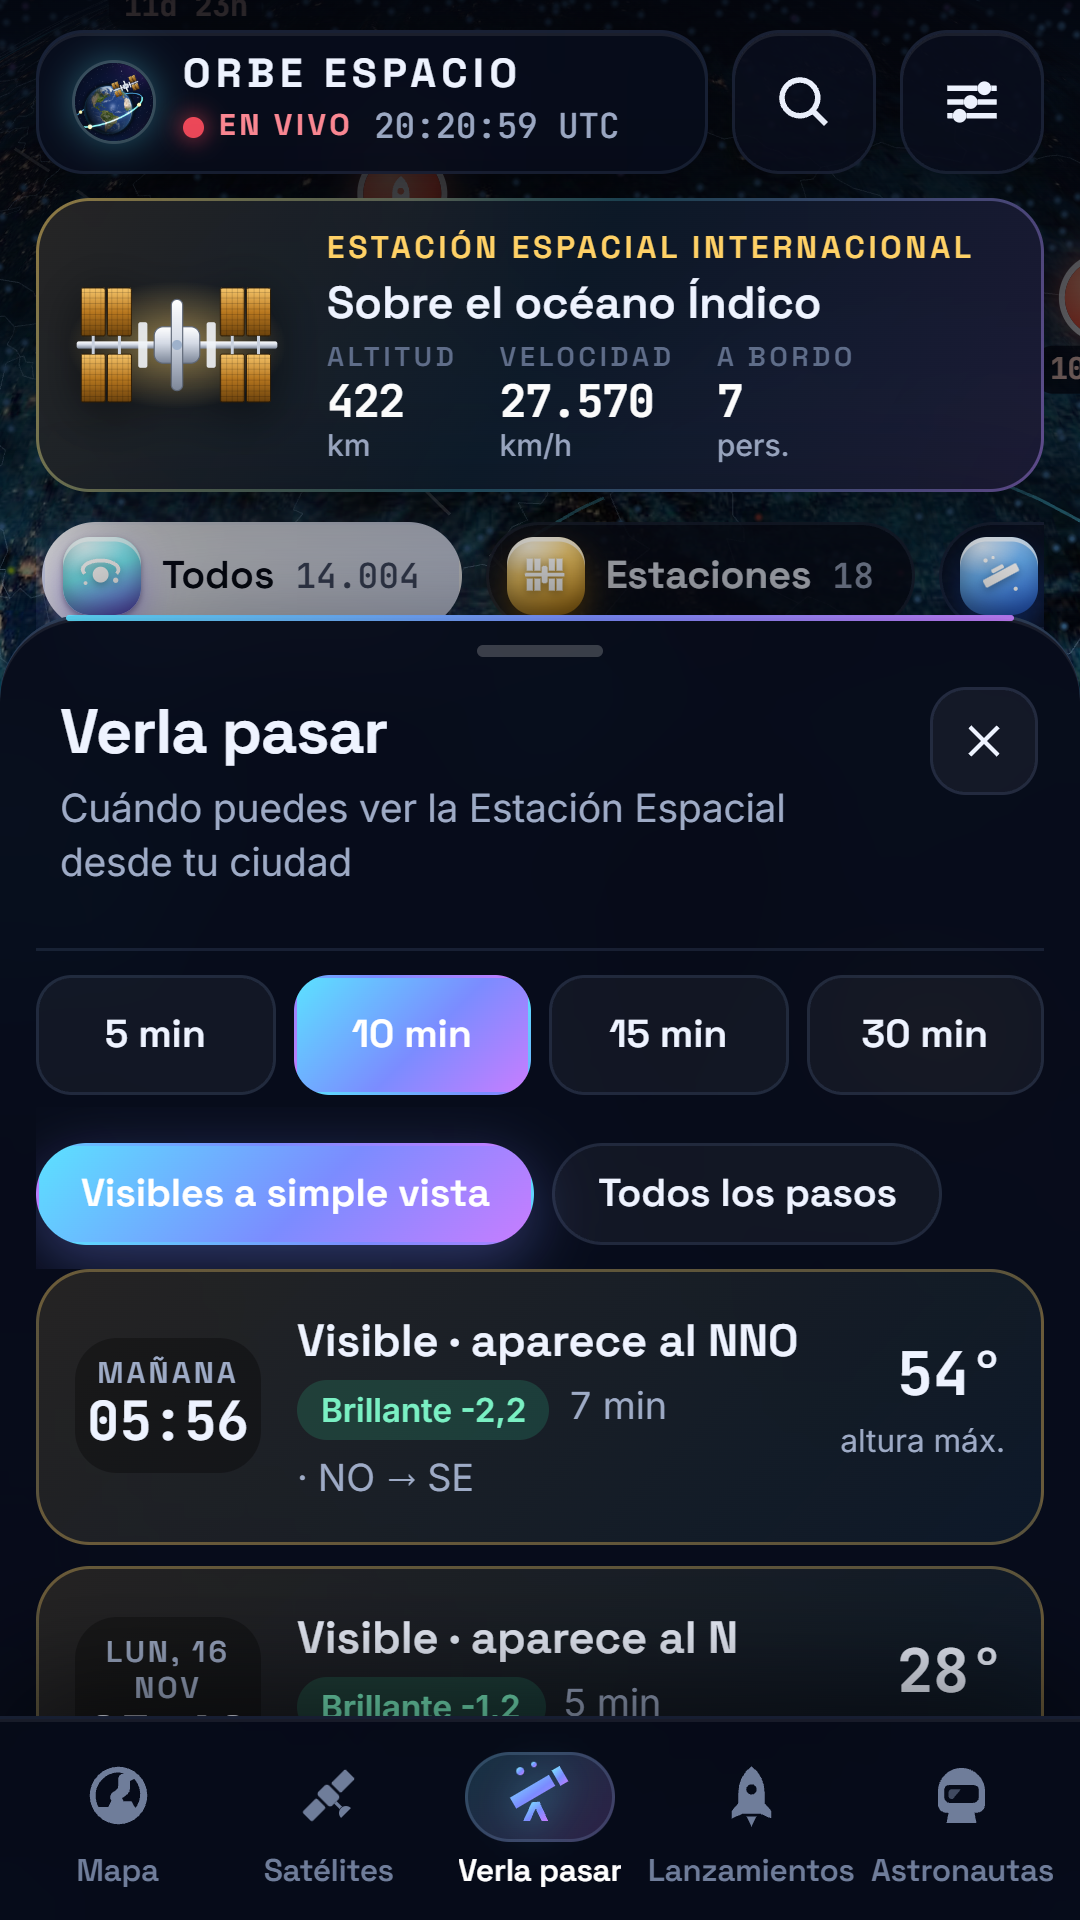 11d 23h
ORBE ESPACIO
EN VIVO 20:20:59 UTC
ESTACIÓN ESPACIAL INTERNACIONAL
Sobre el océano Índico
ALTITUD VELOCIDAD A BORDO
422 27.570 7
km km/h pers.
10
Todos 14.004 Estaciones 18
Verla pasar
Cuándo puedes ver la Estación Espacial
desde tu ciudad
5 min 10 min 15 min 30 min
Visibles a simple vista Todos los pasos
MAÑANA
05:56
Visible · aparece al NNO
Brillante -2,2 7 min
· NO → SE
54°
altura máx.
LUN, 16
NOV
Visible · aparece al N
Brillante -1,2 5 min
28°
Mapa Satélites Verla pasar Lanzamientos Astronautas